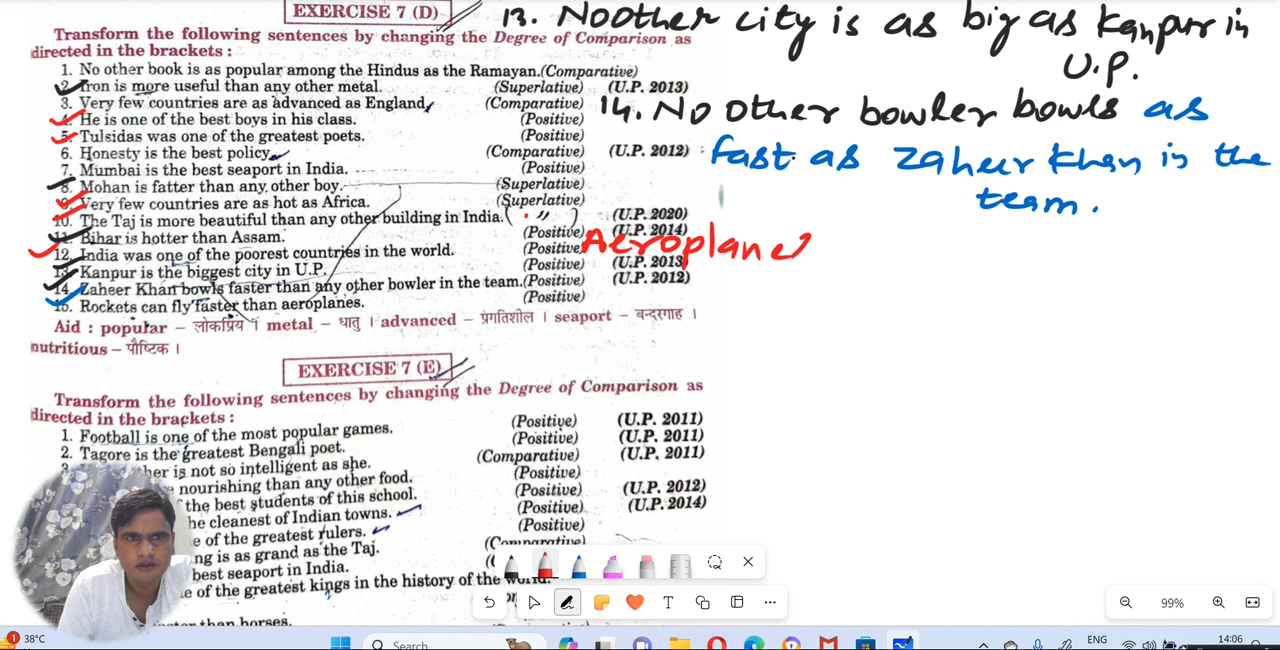 EXERCISE 7 (D)
Transform the following sentences by changing the Degree of Comparison as
directed in the brackets :
1. No other book is as popular among the Hindus as the Ramayan.(Comparative)
2. Iron is more useful than any other metal. (Superlative) (U.P. 2013)
3. Very few countries are as advanced as England. (Comparative)
4. He is one of the best boys in his class. (Positive)
5. Tulsidas was one of the greatest poets. (Positive)
6. Honesty is the best policy. (Comparative) (U.P. 2012)
7. Mumbai is the best seaport in India. (Positive)
8. Mohan is fatter than any other boy. (Superlative)
9. Very few countries are as hot as Africa. (Superlative)
10. The Taj is more beautiful than any other building in India. ( " ) (U.P. 2020)
11. Bihar is hotter than Assam. (Positive) (U.P. 2014)
12. India was one of the poorest countries in the world. (Positive)
13. Kanpur is the biggest city in U.P. (Positive) (U.P. 2013)
14. Zaheer Khan bowls faster than any other bowler in the team.(Positive) (U.P. 2012)
15. Rockets can fly faster than aeroplanes. (Positive)
Aid : popular – लोकप्रिय । metal – धातु । advanced – प्रगतिशील । seaport – बन्दरगाह ।
nutritious – पौष्टिक ।
EXERCISE 7 (E)
Transform the following sentences by changing the Degree of Comparison as
directed in the brackets :
1. Football is one of the most popular games. (Positive) (U.P. 2011)
2. Tagore is the greatest Bengali poet. (Positive) (U.P. 2011)
her is not so intelligent as she. (Comparative) (U.P. 2011)
nourishing than any other food. (Positive)
the best students of this school. (Positive) (U.P. 2012)
he cleanest of Indian towns. (Positive) (U.P. 2014)
e of the greatest rulers. (Positive)
ng is as grand as the Taj. (Comparative)
best seaport in India.
e of the greatest kings in the history of the world.
than horses.
13. No other city is as big as Kanpur in
U.P.
14. No other bowler bowls as
fast as Zaheer Khan in the
team.
Aeroplane
99%
1
38°C
Search
ENG
14:06